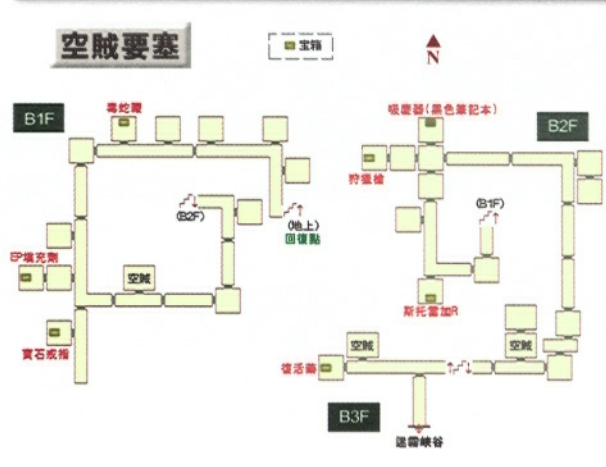 空賊要塞
宝箱
N
B1F
毒蛇鞭
吸塵器(黑色筆記本)
B2F
狩獵槍
(B2F)
(地上)
回復點
(B1F)
EP填充劑
空賊
寶石戒指
斯托雷加R
空賊
空賊
復活藥
B3F
迷霧峽谷